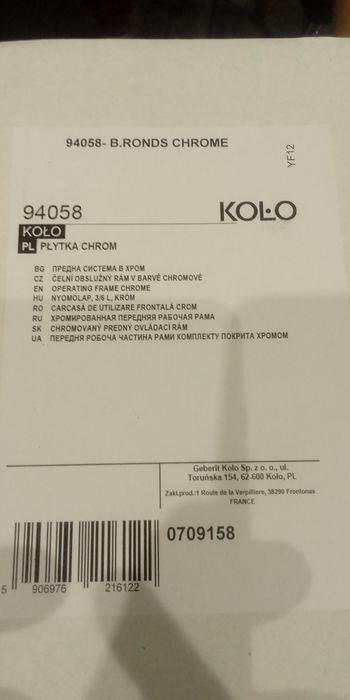 94058- B.RONDS CHROME
YF12
94058
KOŁO
KOŁO
PL PŁYTKA CHROM
BG ПРЕДНА СИСТЕМА В ХРОМ
CZ ČELNÍ OBSLUŽNÝ RÁM V BARVĚ CHROMOVÉ
EN OPERATING FRAME CHROME
HU NYOMÓLAP, 3/6 L, KRÓM
RO CARCASĂ DE UTILIZARE FRONTALĂ CROM
RU ХРОМИРОВАННАЯ ПЕРЕДНЯЯ РАБОЧАЯ РАМА
SK CHRÓMOVANÝ PREDNÝ OVLÁDACÍ RÁM
UA ПЕРЕДНЯ РОБОЧА ЧАСТИНА РАМИ КОМПЛЕКТУ ПОКРИТА ХРОМОМ
Geberit Koło Sp. z o. o., ul.
Toruńska 154, 62-600 Koło, PL
Zakł.prod.:1 Route de la Verpilliere, 38290 Frontonas
FRANCE
0709158
5 906976 216122